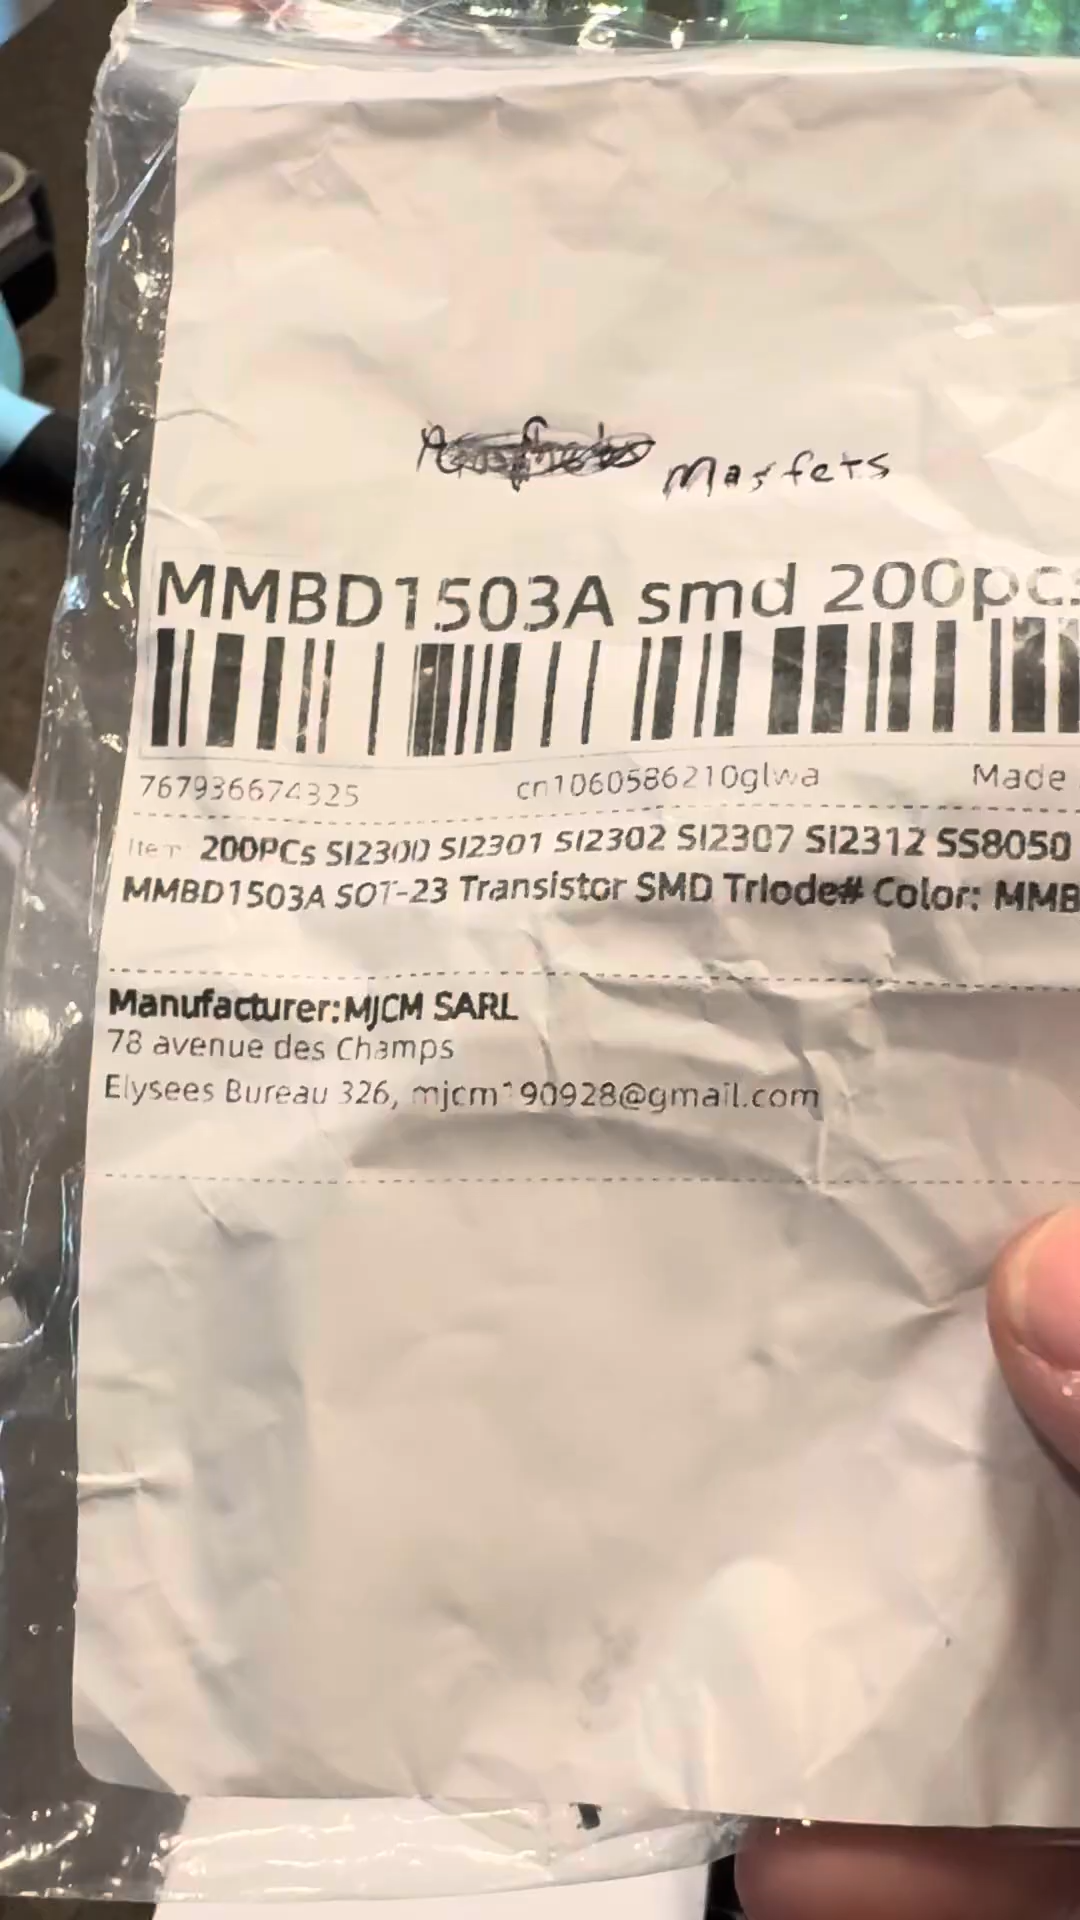 Mosfets
MMBD1503A smd 200pcs
767936674325 cn1060586210glwa Made
Item 200PCs SI2300 SI2301 SI2302 SI2307 SI2312 SS8050
MMBD1503A SOT-23 Transistor SMD Triode# Color: MMB
Manufacturer:MJCM SARL
78 avenue des Champs
Elysees Bureau 326, mjcm190928@gmail.com